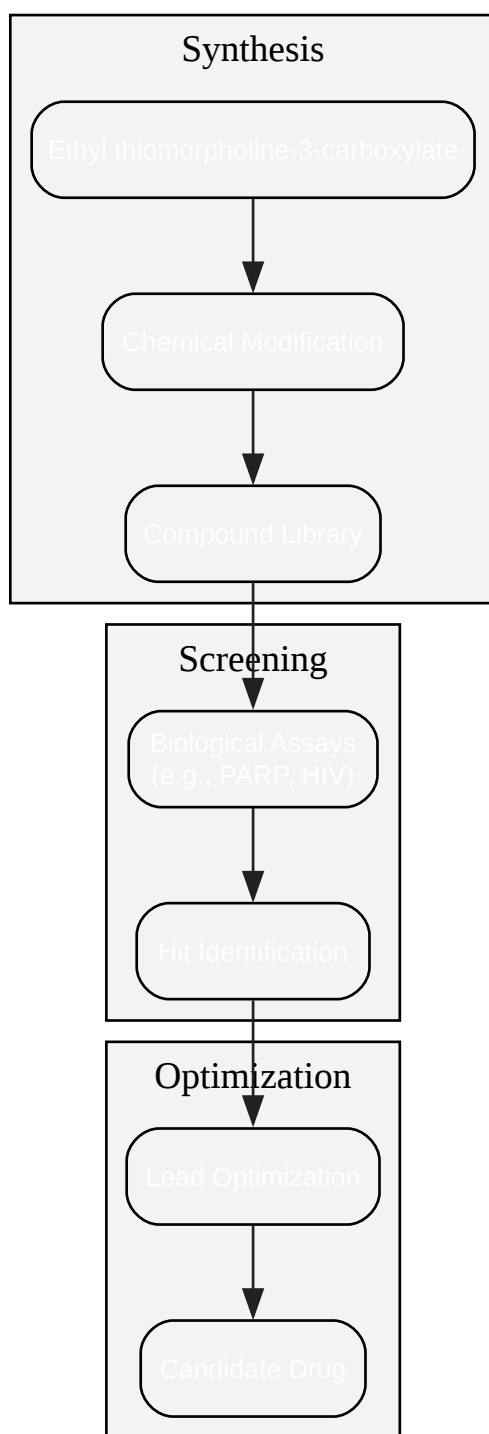 Synthesis
Ethyl thiomorpholine-3-carboxylate
Chemical Modification
Compound Library
Screening
Biological Assays
(e.g., PARP, HIV)
Hit Identification
Optimization
Lead Optimization
Candidate Drug